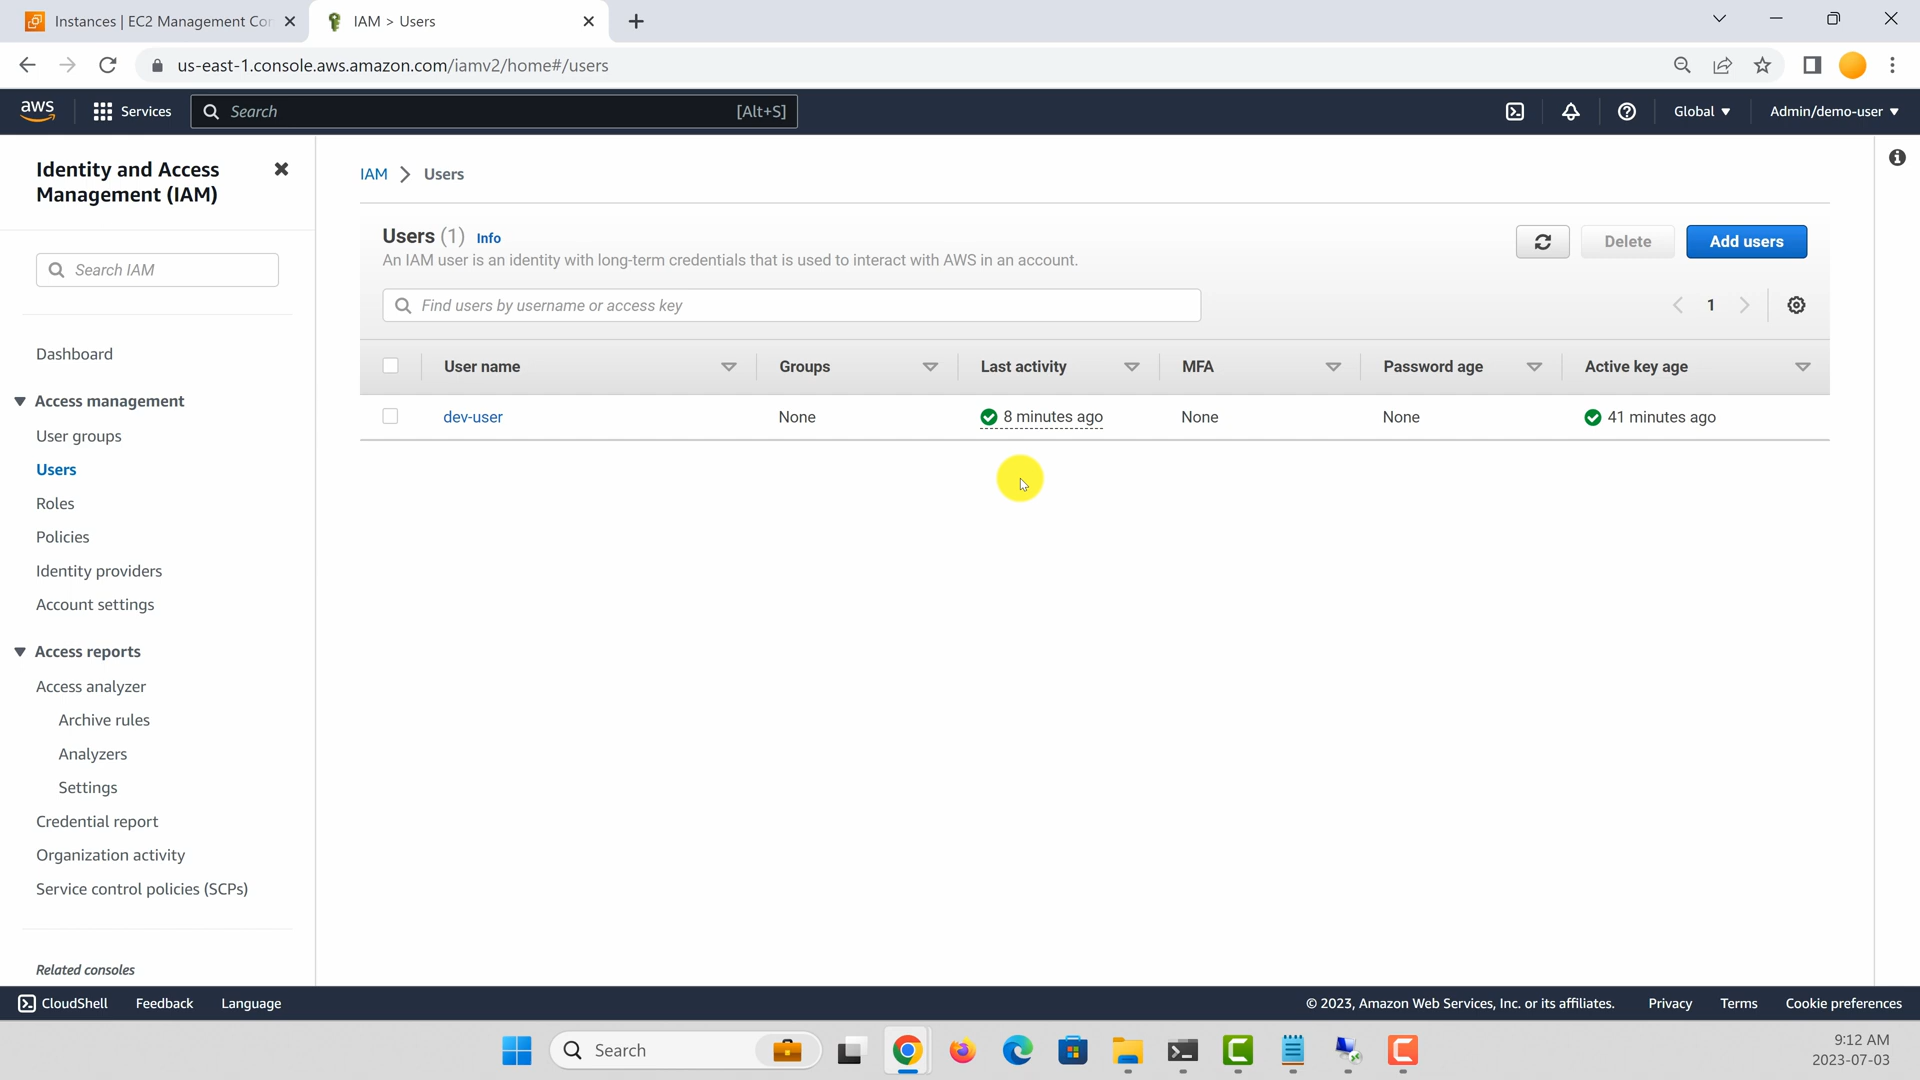 Instances | EC2 Management Cor
IAM > Users
us-east-1.console.aws.amazon.com/iamv2/home#/users
aws
Services
Search
[Alt+S]
Global
Admin/demo-user
Identity and Access
Management (IAM)
Search IAM
Dashboard
Access management
User groups
Users
Roles
Policies
Identity providers
Account settings
Access reports
Access analyzer
Archive rules
Analyzers
Settings
Credential report
Organization activity
Service control policies (SCPs)
Related consoles
IAM > Users
Users (1) Info
An IAM user is an identity with long-term credentials that is used to interact with AWS in an account.
Delete
Add users
Find users by username or access key
1
User name
Groups
Last activity
MFA
Password age
Active key age
dev-user
None
8 minutes ago
None
None
41 minutes ago
CloudShell
Feedback
Language
© 2023, Amazon Web Services, Inc. or its affiliates.
Privacy
Terms
Cookie preferences
Search
9:12 AM
2023-07-03